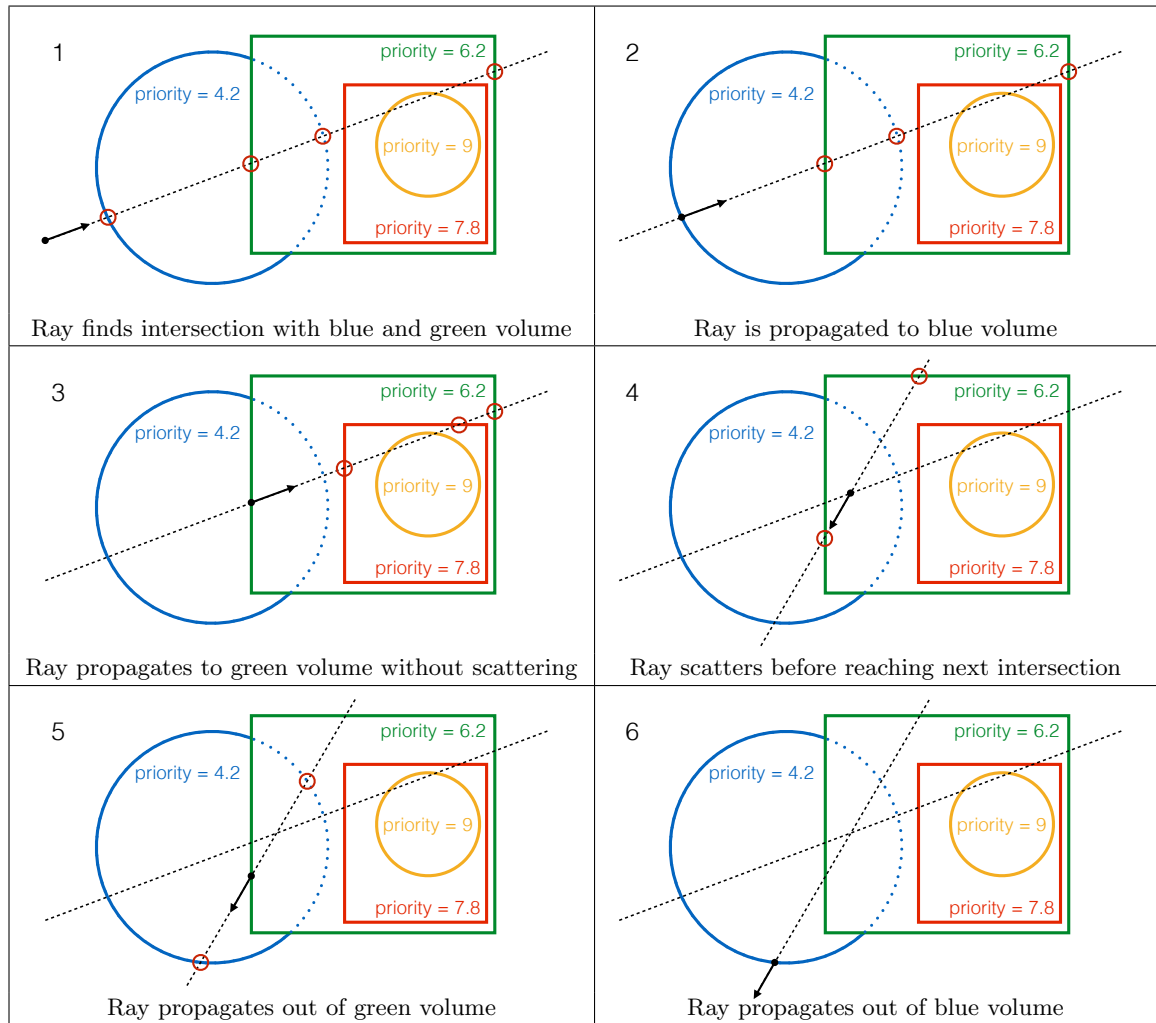 1
priority = 6.2
priority = 4.2
priority = 9
priority = 7.8
Ray finds intersection with blue and green volume
2
priority = 6.2
priority = 4.2
priority = 9
priority = 7.8
Ray is propagated to blue volume
3
priority = 6.2
priority = 4.2
priority = 9
priority = 7.8
Ray propagates to green volume without scattering
4
priority = 6.2
priority = 4.2
priority = 9
priority = 7.8
Ray scatters before reaching next intersection
5
priority = 6.2
priority = 4.2
priority = 9
priority = 7.8
Ray propagates out of green volume
6
priority = 6.2
priority = 4.2
priority = 9
priority = 7.8
Ray propagates out of blue volume